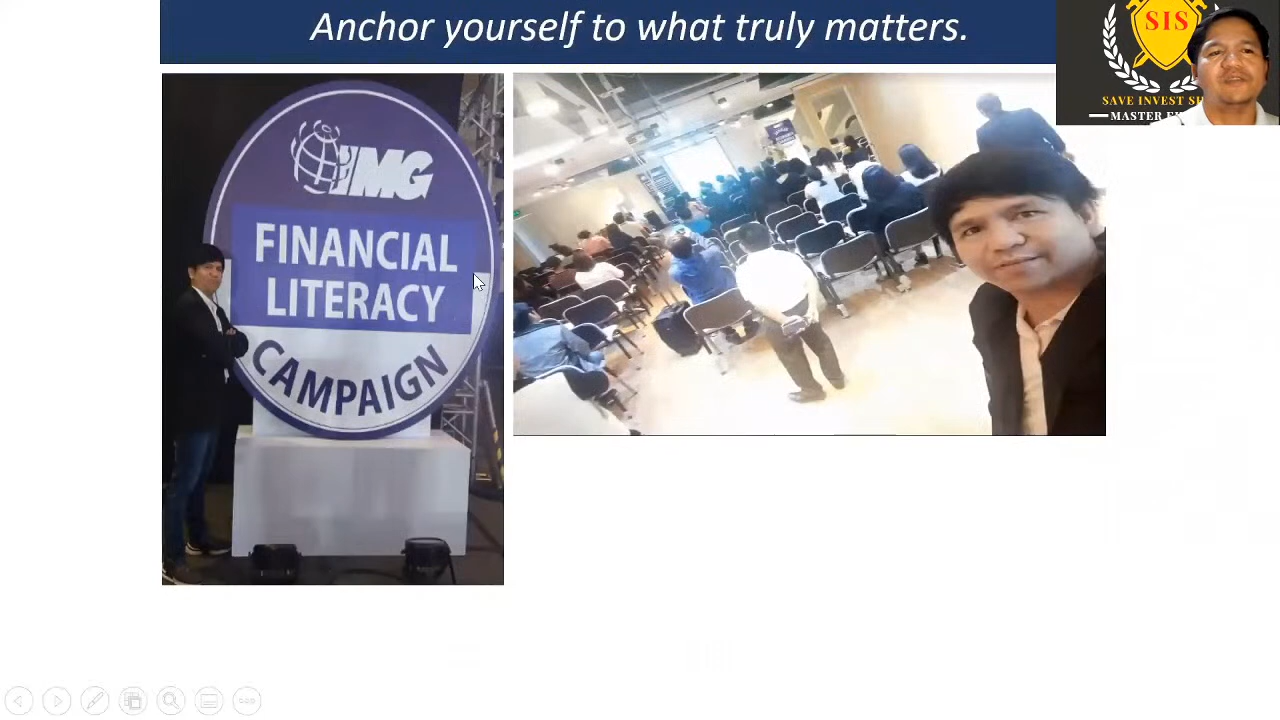 Anchor yourself to what truly matters.
SIS
SAVE INVEST
MASTER
IMG
FINANCIAL
LITERACY
CAMPAIGN